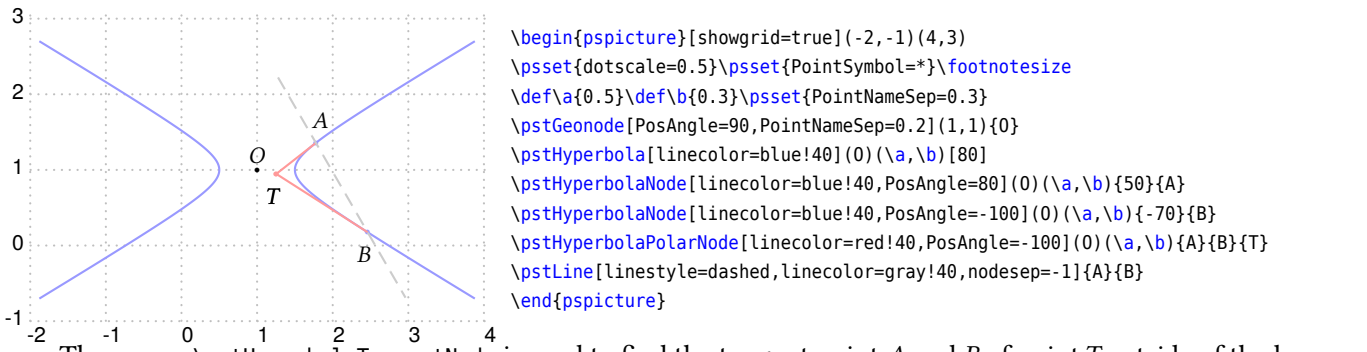 3
2
1
0
-1
-2 -1 0 1 2 3 4
A
O
T
B
\begin{pspicture}[showgrid=true](-2,-1)(4,3)
\psset{dotscale=0.5}\psset{PointSymbol=*}\footnotesize
\def\a{0.5}\def\b{0.3}\psset{PointNameSep=0.3}
\pstGeonode[PosAngle=90,PointNameSep=0.2](1,1){O}
\pstHyperbola[linecolor=blue!40](O)(\a,\b)[80]
\pstHyperbolaNode[linecolor=blue!40,PosAngle=80](O)(\a,\b){50}{A}
\pstHyperbolaNode[linecolor=blue!40,PosAngle=-100](O)(\a,\b){-70}{B}
\pstHyperbolaPolarNode[linecolor=red!40,PosAngle=-100](O)(\a,\b){A}{B}{T}
\pstLine[linestyle=dashed,linecolor=gray!40,nodesep=-1]{A}{B}
\end{pspicture}